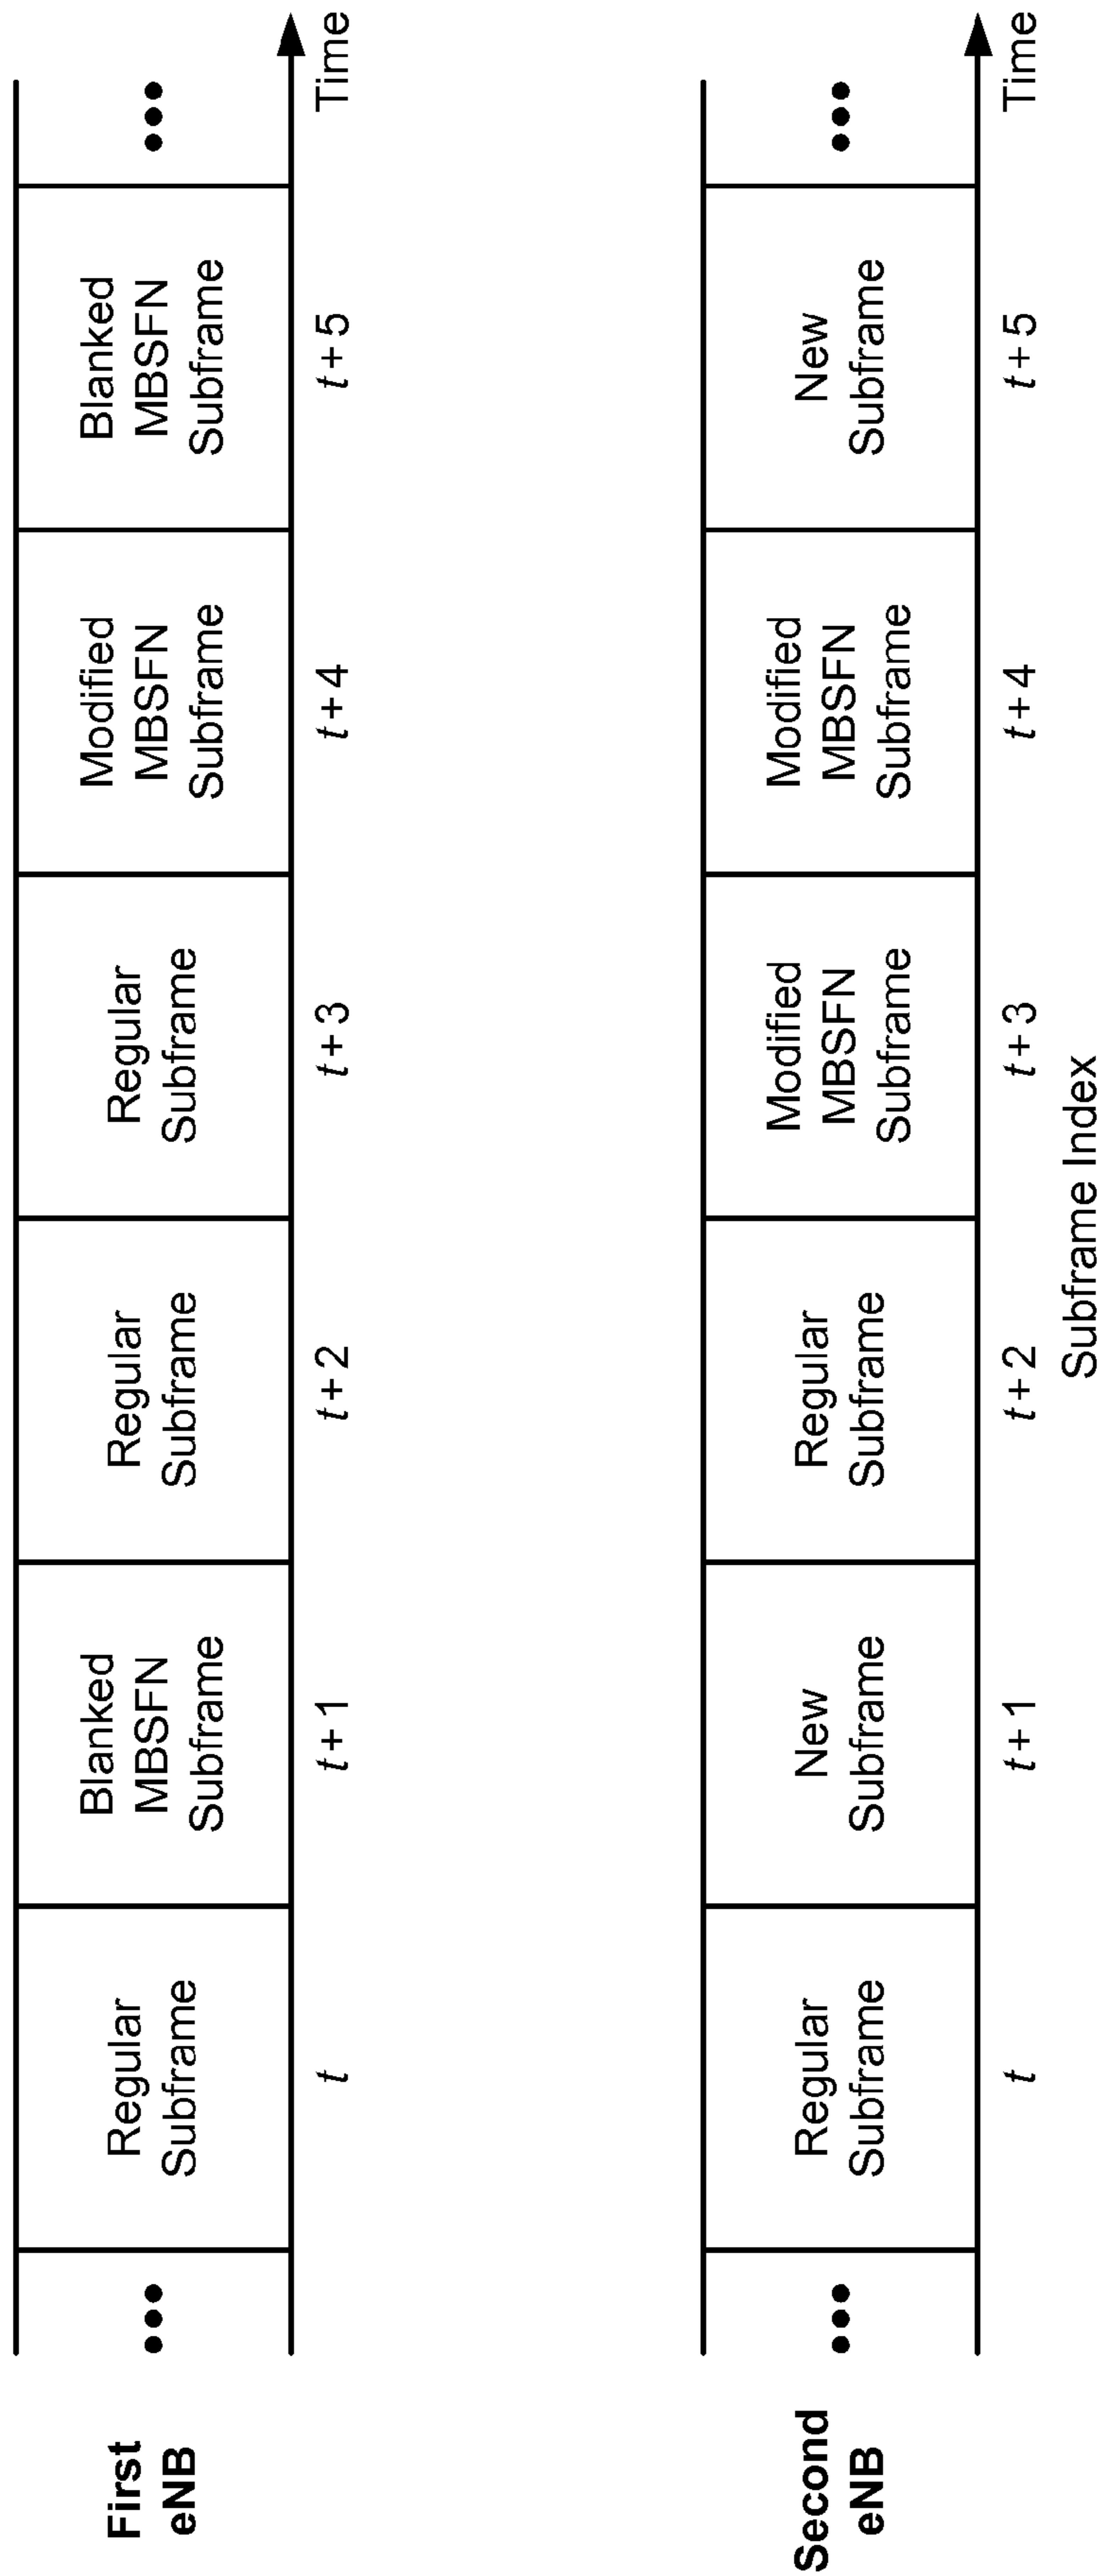 First
eNB
Regular
Subframe
Blanked
MBSFN
Subframe
Regular
Subframe
Regular
Subframe
Modified
MBSFN
Subframe
Blanked
MBSFN
Subframe
t
t + 1
t + 2
t + 3
t + 4
t + 5
Time
Second
eNB
Regular
Subframe
New
Subframe
Regular
Subframe
Modified
MBSFN
Subframe
Modified
MBSFN
Subframe
New
Subframe
t
t + 1
t + 2
t + 3
t + 4
t + 5
Time
Subframe Index